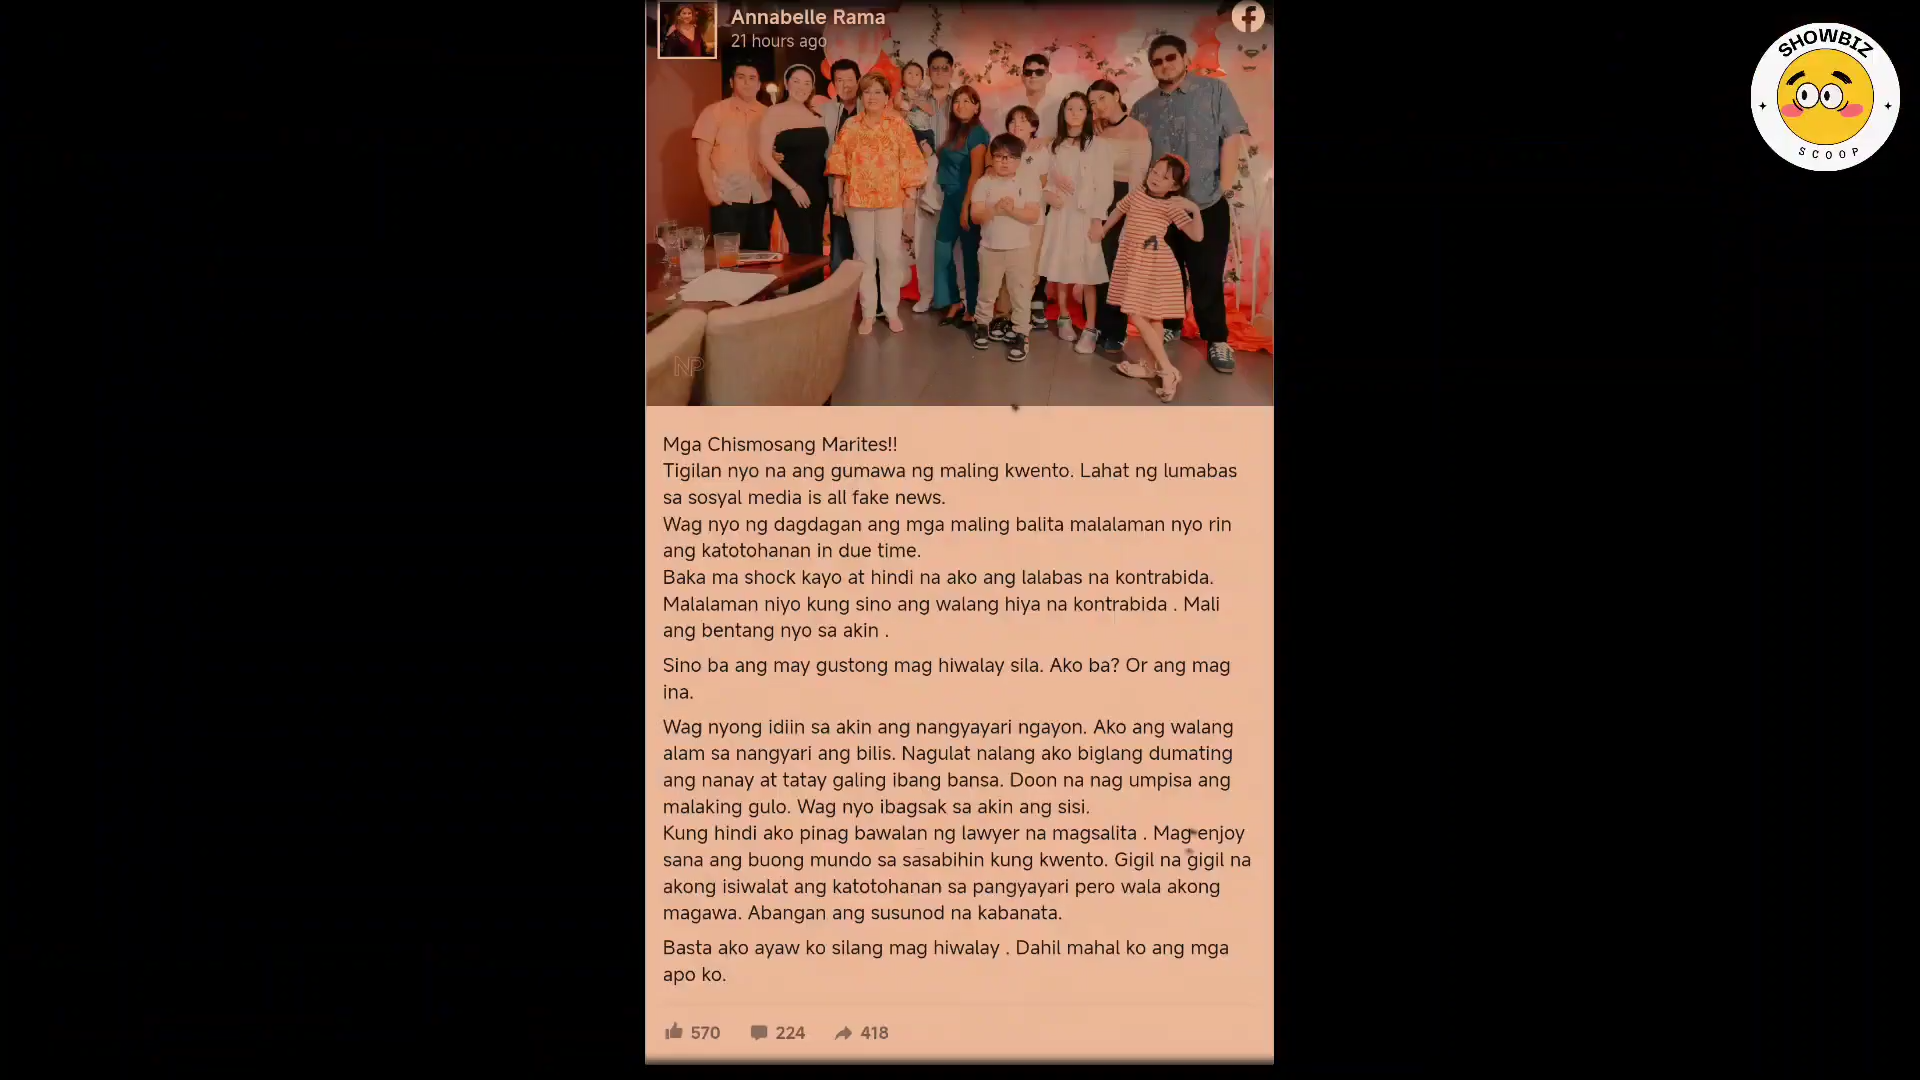 Annabelle Rama
21 hours ago
SHOWBIZ
SCOOP
NP
Mga Chismosang Marites!!
Tigilan nyo na ang gumawa ng maling kwento. Lahat ng lumabas
sa sosyal media is all fake news.
Wag nyo ng dagdagan ang mga maling balita malalaman nyo rin
ang katotohanan in due time.
Baka ma shock kayo at hindi na ako ang lalabas na kontrabida.
Malalaman niyo kung sino ang walang hiya na kontrabida . Mali
ang bentang nyo sa akin .
Sino ba ang may gustong mag hiwalay sila. Ako ba? Or ang mag
ina.
Wag nyong idiin sa akin ang nangyayari ngayon. Ako ang walang
alam sa nangyari ang bilis. Nagulat nalang ako biglang dumating
ang nanay at tatay galing ibang bansa. Doon na nag umpisa ang
malaking gulo. Wag nyo ibagsak sa akin ang sisi.
Kung hindi ako pinag bawalan ng lawyer na magsalita . Mag enjoy
sana ang buong mundo sa sasabihin kung kwento. Gigil na gigil na
akong isiwalat ang katotohanan sa pangyayari pero wala akong
magawa. Abangan ang susunod na kabanata.
Basta ako ayaw ko silang mag hiwalay . Dahil mahal ko ang mga
apo ko.
570 224 418